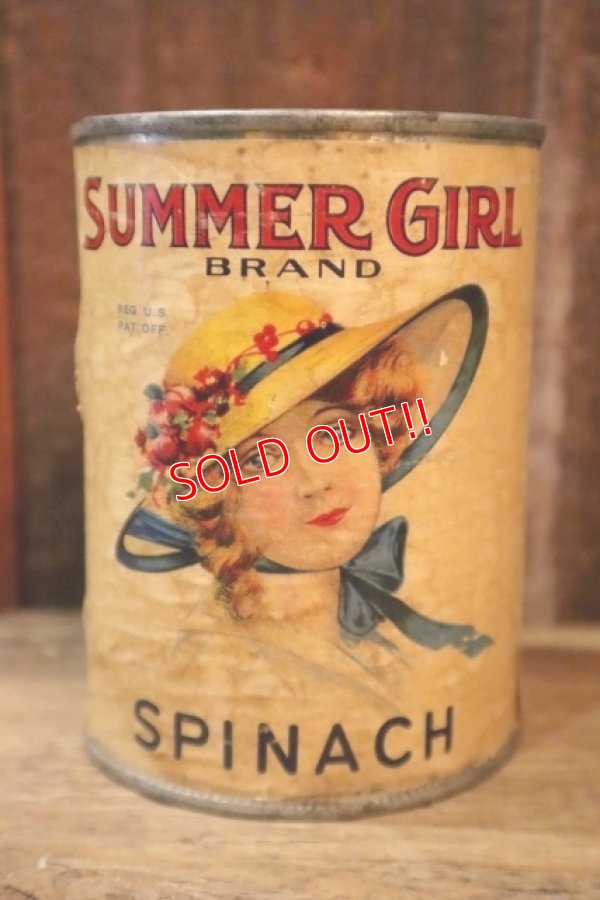 SUMMER GIRL
BRAND
REG. U.S.
PAT. OFF.
SOLD OUT!!
SPINACH